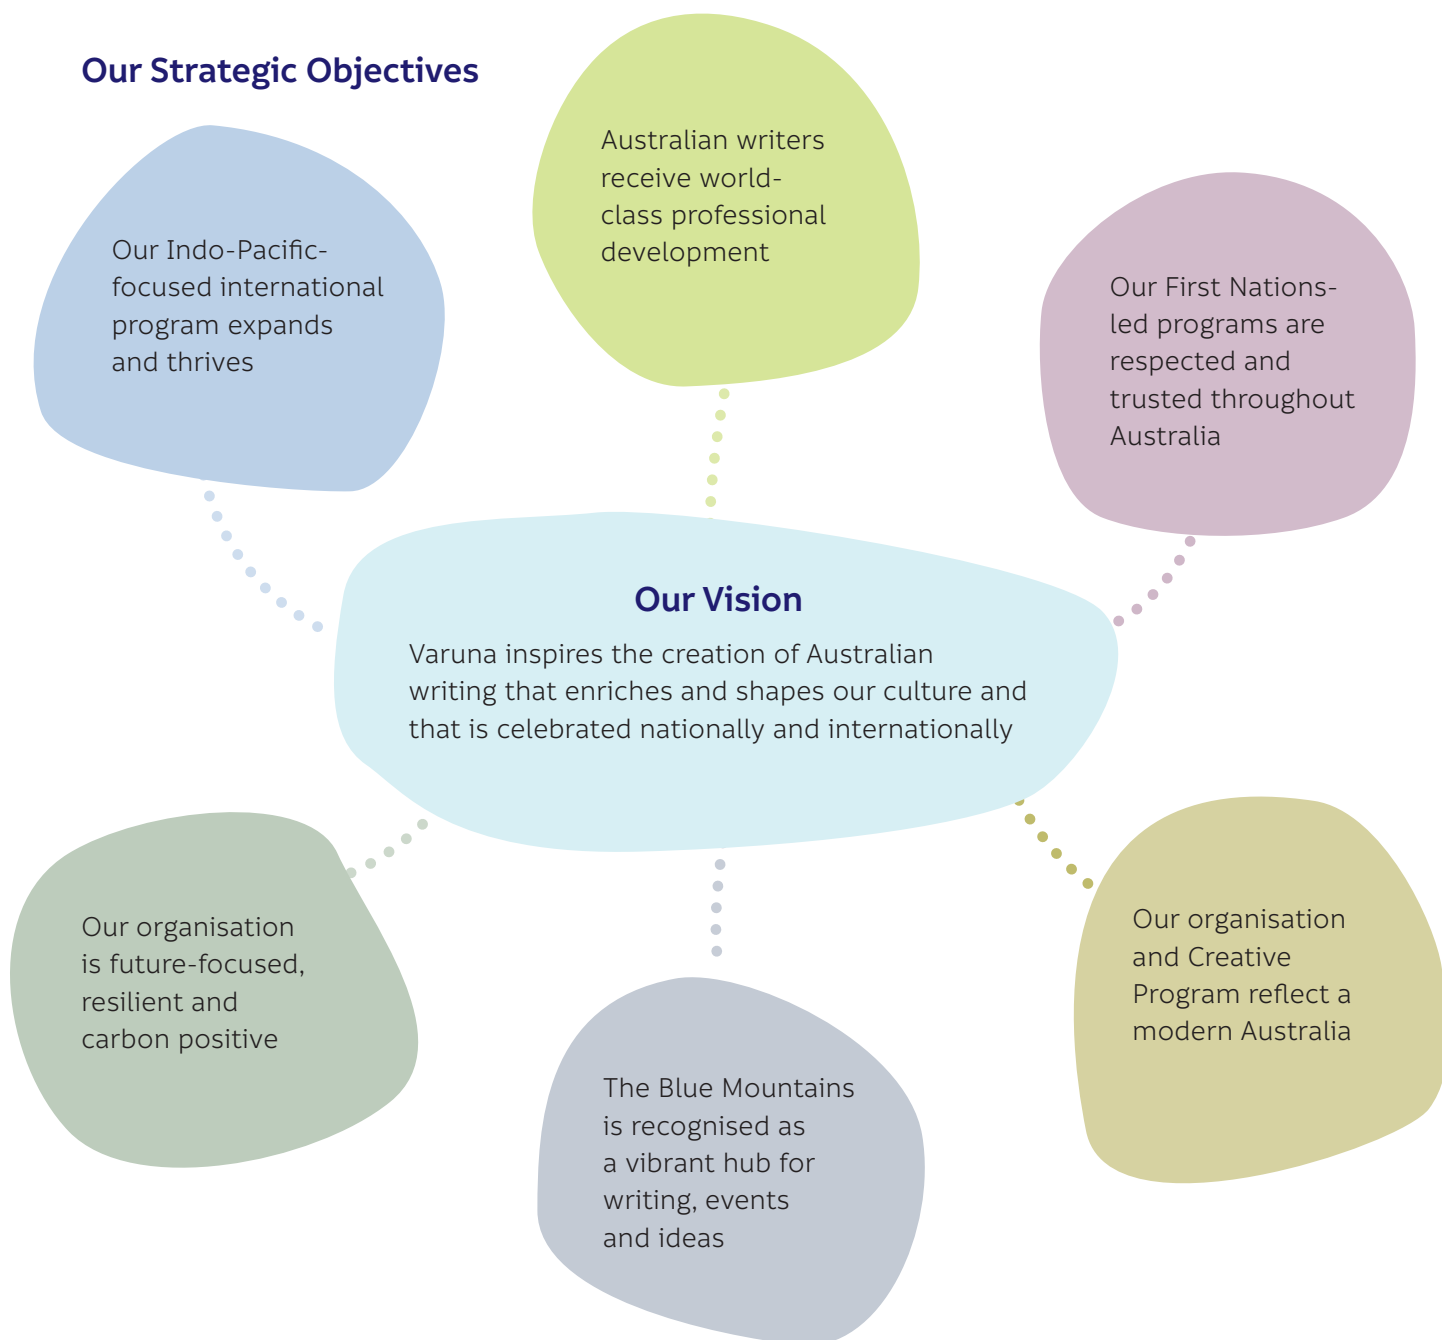 Our Strategic Objectives
Australian writers
receive world-
class professional
development
Our Indo-Pacific-
focused international
program expands
and thrives
Our First Nations-
led programs are
respected and
trusted throughout
Australia
Our Vision
Varuna inspires the creation of Australian
writing that enriches and shapes our culture and
that is celebrated nationally and internationally
Our organisation
is future-focused,
resilient and
carbon positive
Our organisation
and Creative
Program reflect a
modern Australia
The Blue Mountains
is recognised as
a vibrant hub for
writing, events
and ideas